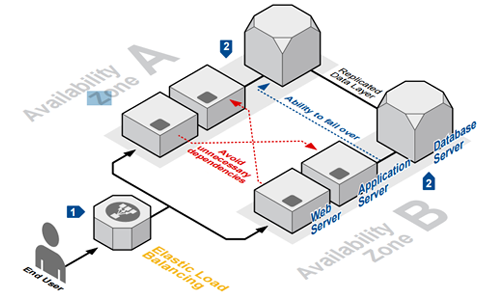 Availability
Zone A
2
Replicated
Data Layer
Ability to fail over
Avoid
unnecessary
dependencies
Database
Server
Application
Server
Web
Server
2
1
Elastic Load
Balancing
End User
Availability
Zone B